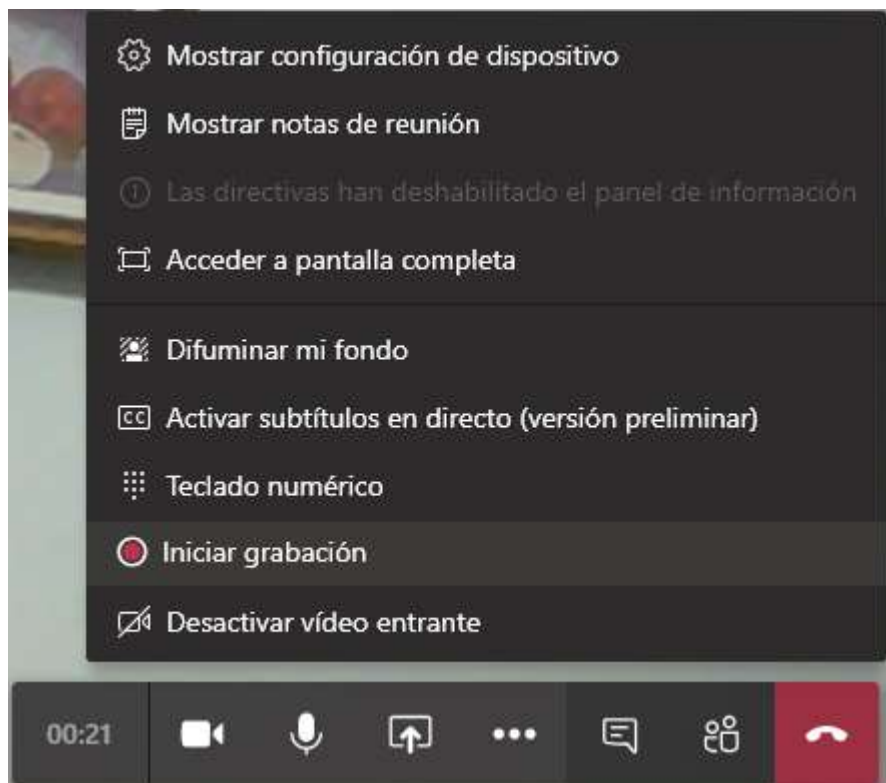 Mostrar configuración de dispositivo
Mostrar notas de reunión
Las directivas han deshabilitado el panel de información
Acceder a pantalla completa
Difuminar mi fondo
CC Activar subtítulos en directo (versión preliminar)
Teclado numérico
Iniciar grabación
Desactivar vídeo entrante
00:21